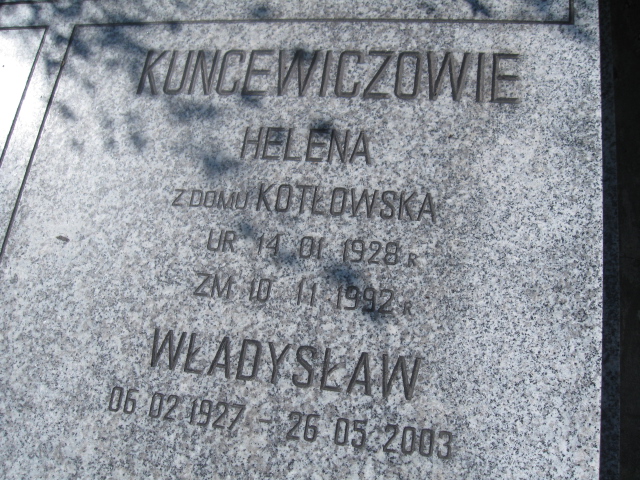 KUNCEWICZOWIE
HELENA
Z DOMU KOTŁOWSKA
UR 14 01 1928 R
ZM 10 11 1992 R
WŁADYSŁAW
06 02 1927 - 26 05 2003